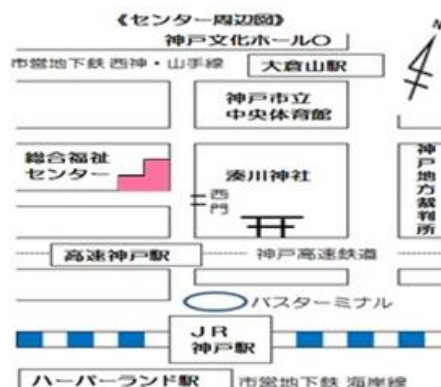 《センター周辺図》
神戸文化ホール○
市営地下鉄 西神・山手線
大倉山駅
N
神戸市立
中央体育館
総合福祉
センター
湊川神社
西門
神戸地方裁判所
高速神戸駅
神戸高速鉄道
バスターミナル
JR
神戸駅
ハーバーランド駅
市営地下鉄 海岸線